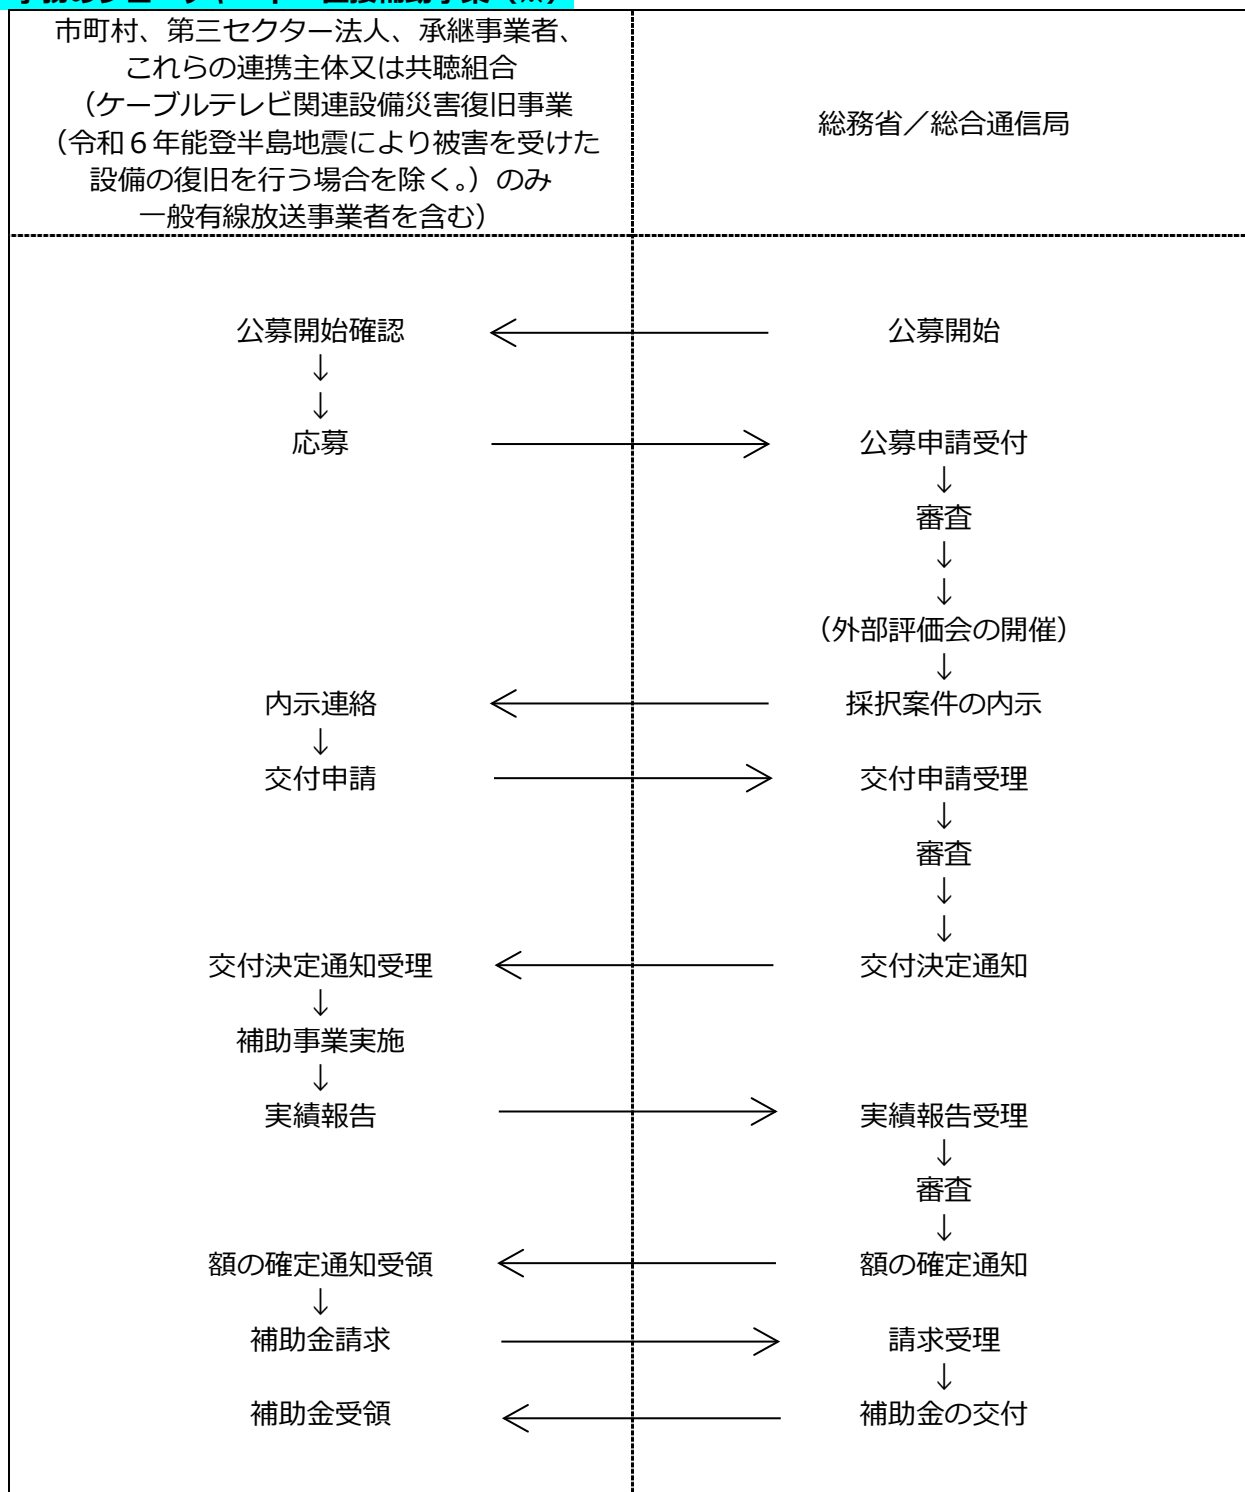 直接補助事業（※）
市町村、第三セクター法人、承継事業者、
これらの連携主体又は共聴組合
（ケーブルテレビ関連設備災害復旧事業
（令和６年能登半島地震により被害を受けた
設備の復旧を行う場合を除く。）のみ
一般有線放送事業者を含む）
総務省／総合通信局
公募開始確認
公募開始
↓
↓
応募
公募申請受付
↓
審査
↓
↓
（外部評価会の開催）
↓
内示連絡
採択案件の内示
↓
交付申請
交付申請受理
↓
審査
↓
↓
交付決定通知受理
交付決定通知
↓
補助事業実施
↓
実績報告
実績報告受理
↓
審査
↓
額の確定通知受領
額の確定通知
↓
補助金請求
請求受理
↓
補助金受領
補助金の交付